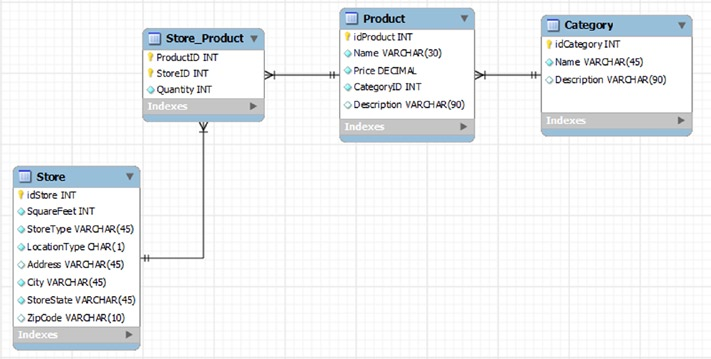 Store_Product
ProductID INT
StoreID INT
Quantity INT
Indexes
Product
idProduct INT
Name VARCHAR(30)
Price DECIMAL
CategoryID INT
Description VARCHAR(90)
Indexes
Category
idCategory INT
Name VARCHAR(45)
Description VARCHAR(90)
Indexes
Store
idStore INT
SquareFeet INT
StoreType VARCHAR(45)
LocationType CHAR(1)
Address VARCHAR(45)
City VARCHAR(45)
StoreState VARCHAR(45)
ZipCode VARCHAR(10)
Indexes